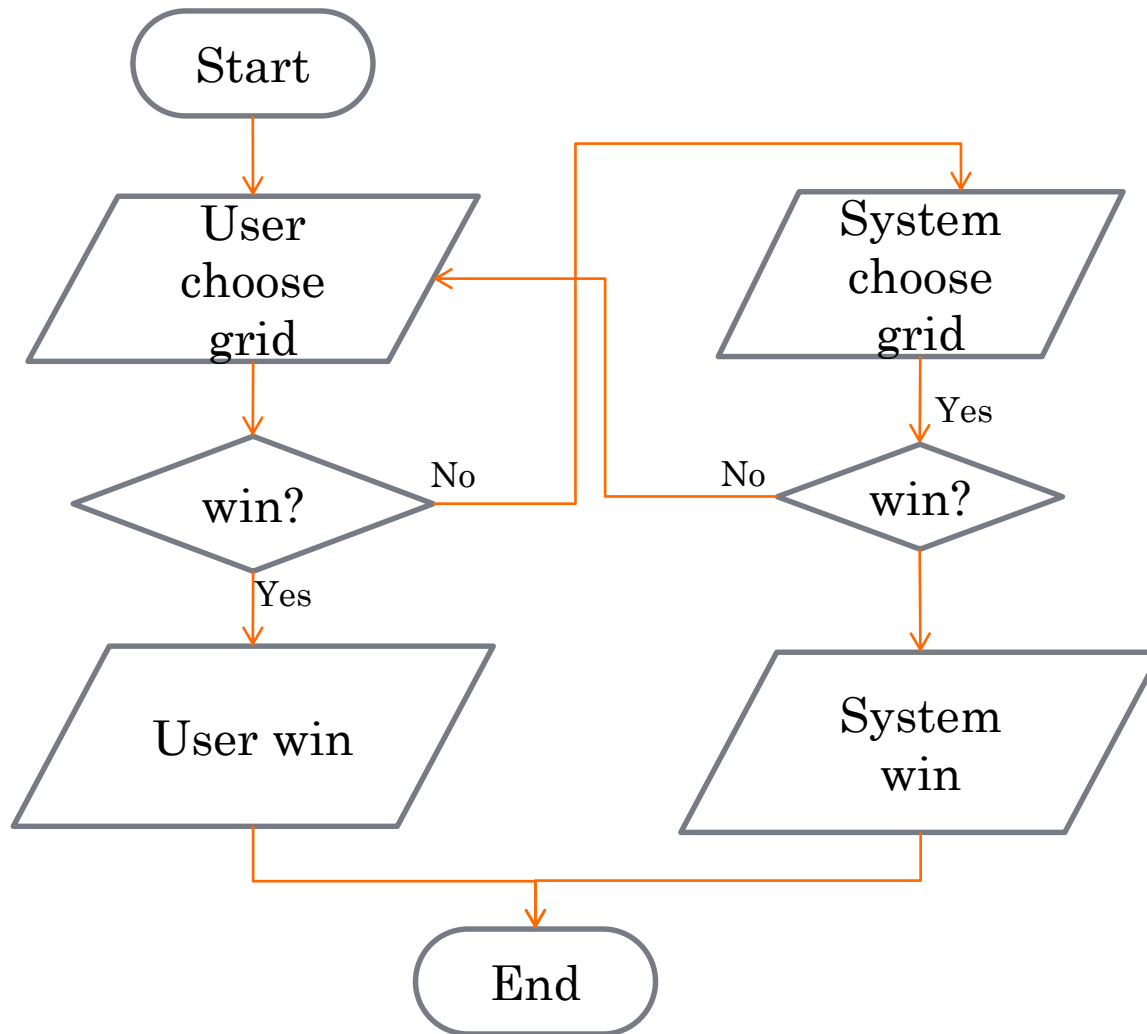 Start
User
choose
grid
win?
No
Yes
User win
System
choose
grid
Yes
No
win?
System
win
End